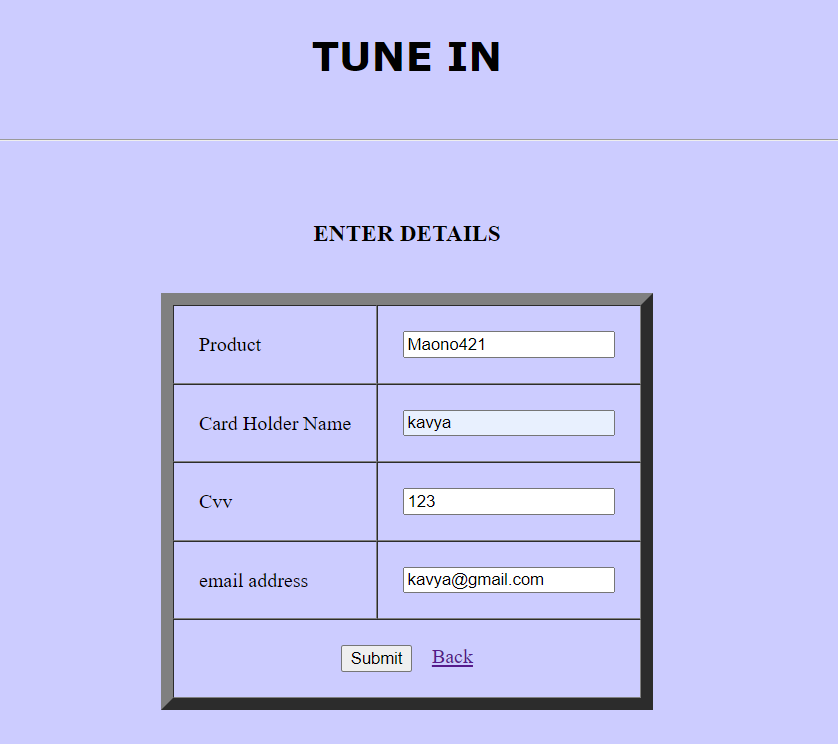 TUNE IN
ENTER DETAILS
Product Maono421
Card Holder Name kavya
Cvv 123
email address kavya@gmail.com
Submit Back